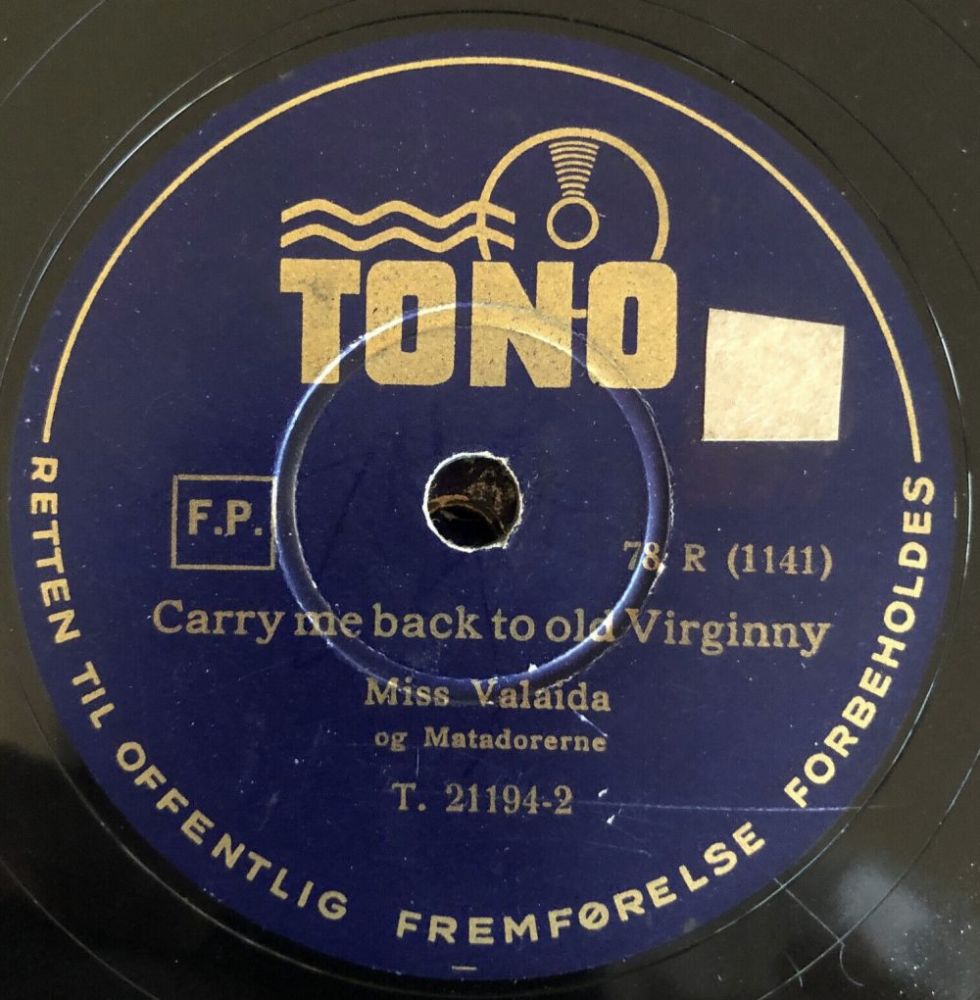 TONO
F.P.
78 R (1141)
Carry me back to old Virginny
Miss Valaida
og Matadorerne
T. 21194-2
RETTEN TIL OFFENTLIG FREMFØRELSE FORBEHOLDES